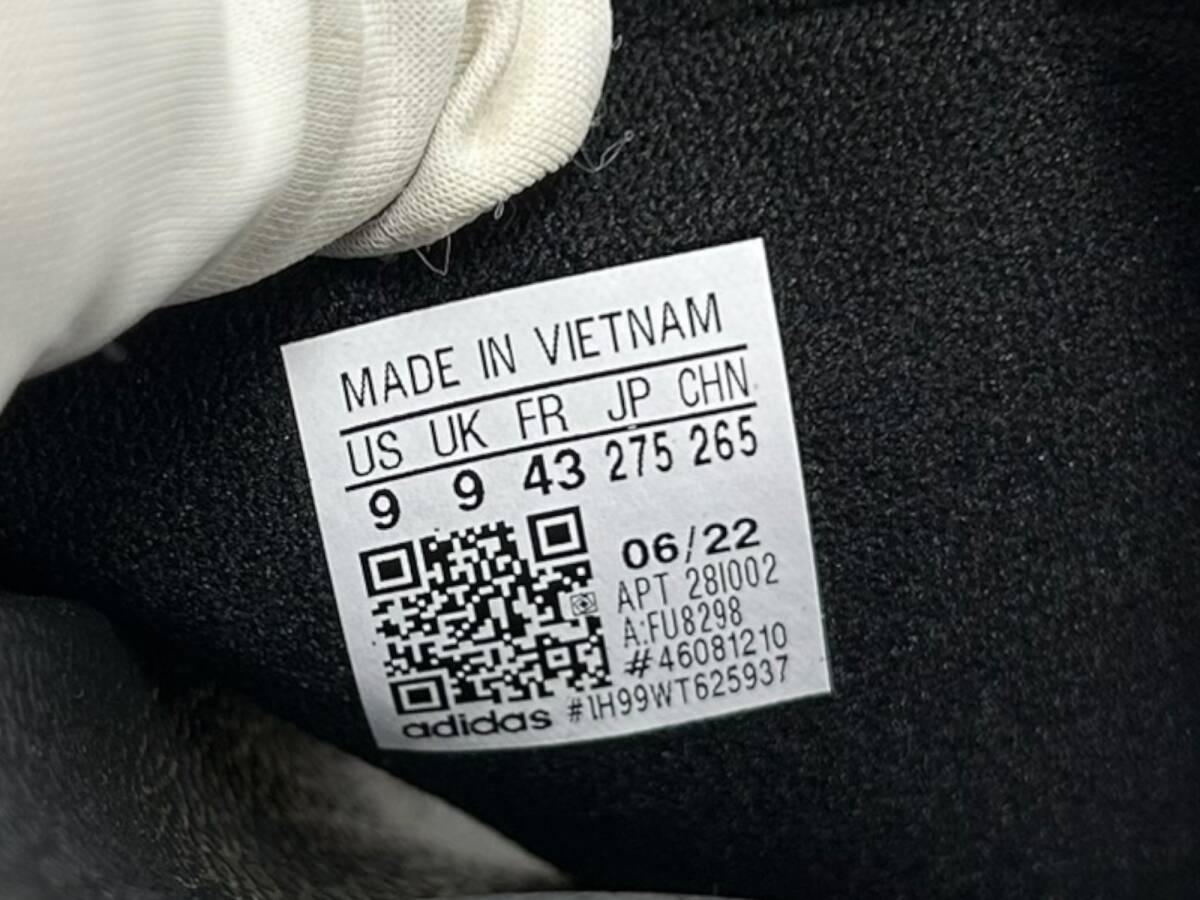 MADE IN VIETNAM
US UK FR JP CHN
9 9 43 275 265
06/22
APT 28I002
A:FU8298
#46081210
#1H99WT625937
adidas